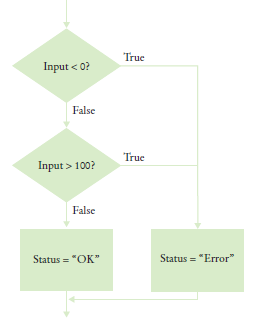 Input < 0?
True
False
Input > 100?
True
False
Status = “OK”
Status = “Error”